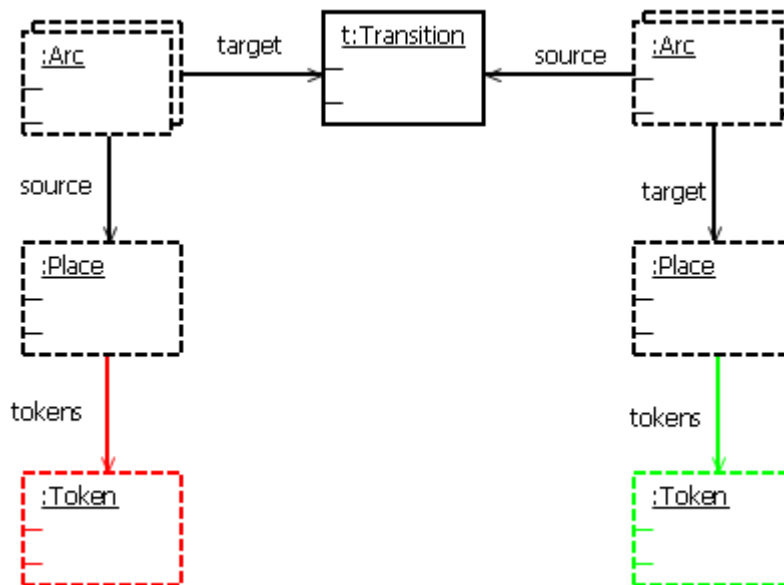 :Arc
target
t:Transition
source
:Arc
source
target
:Place
:Place
tokens
tokens
:Token
:Token